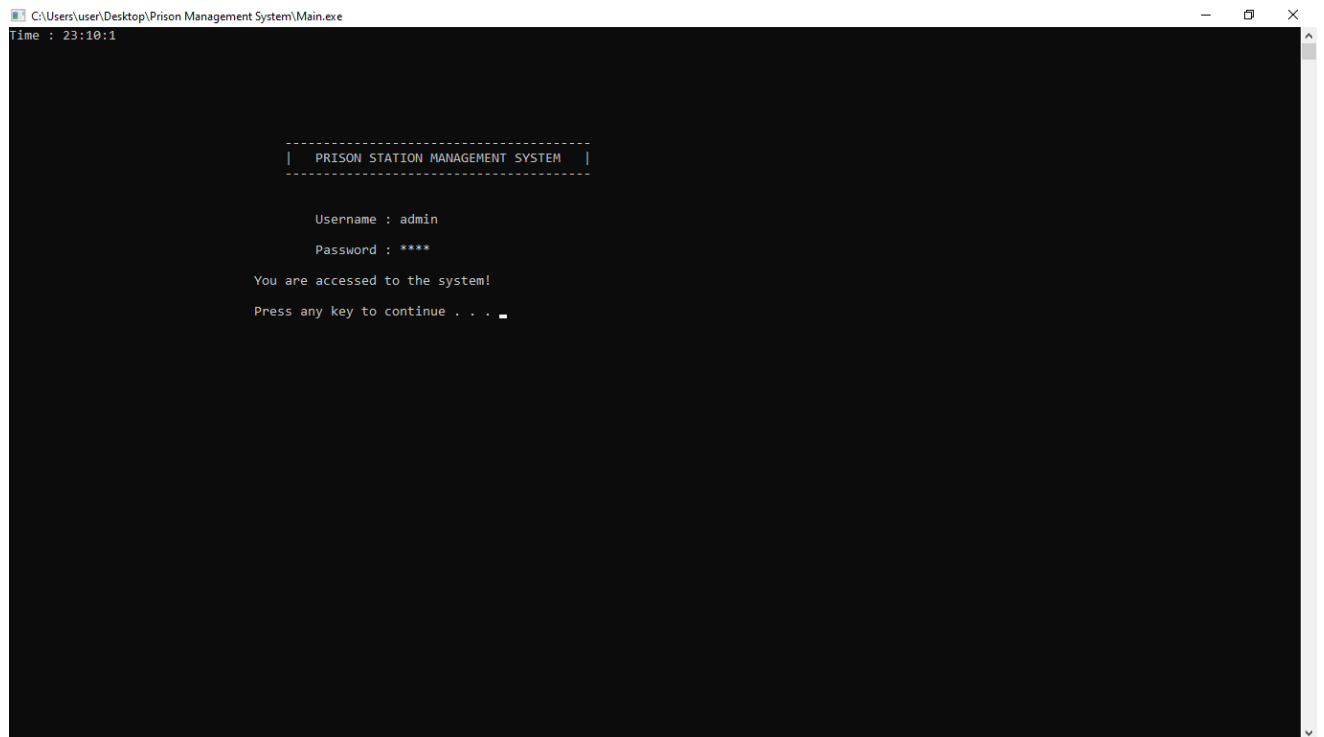 C:\Users\user\Desktop\Prison Management System\Main.exe
Time : 23:10:1
----------------------------------------
|   PRISON STATION MANAGEMENT SYSTEM   |
----------------------------------------
Username : admin
Password : ****
You are accessed to the system!
Press any key to continue . . .